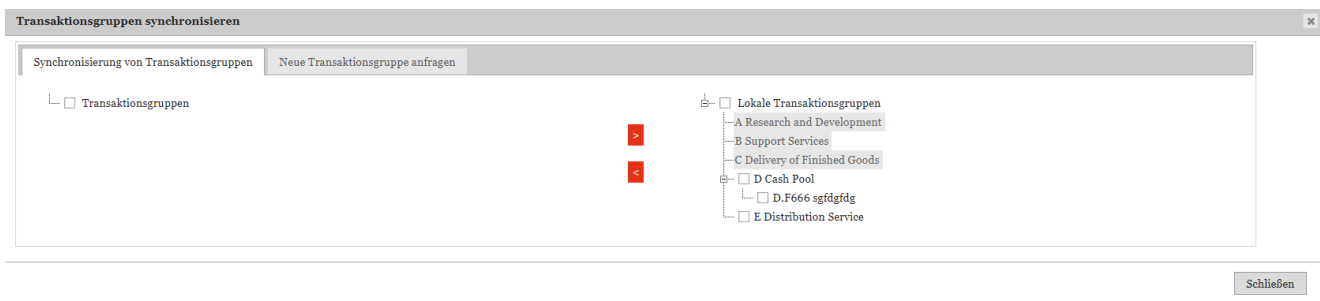 Transaktionsgruppen synchronisieren
Synchronisierung von Transaktionsgruppen
Neue Transaktionsgruppe anfragen
Transaktionsgruppen
>
<
Lokale Transaktionsgruppen
A Research and Development
B Support Services
C Delivery of Finished Goods
D Cash Pool
D.F666 sgfdgfdg
E Distribution Service
Schließen